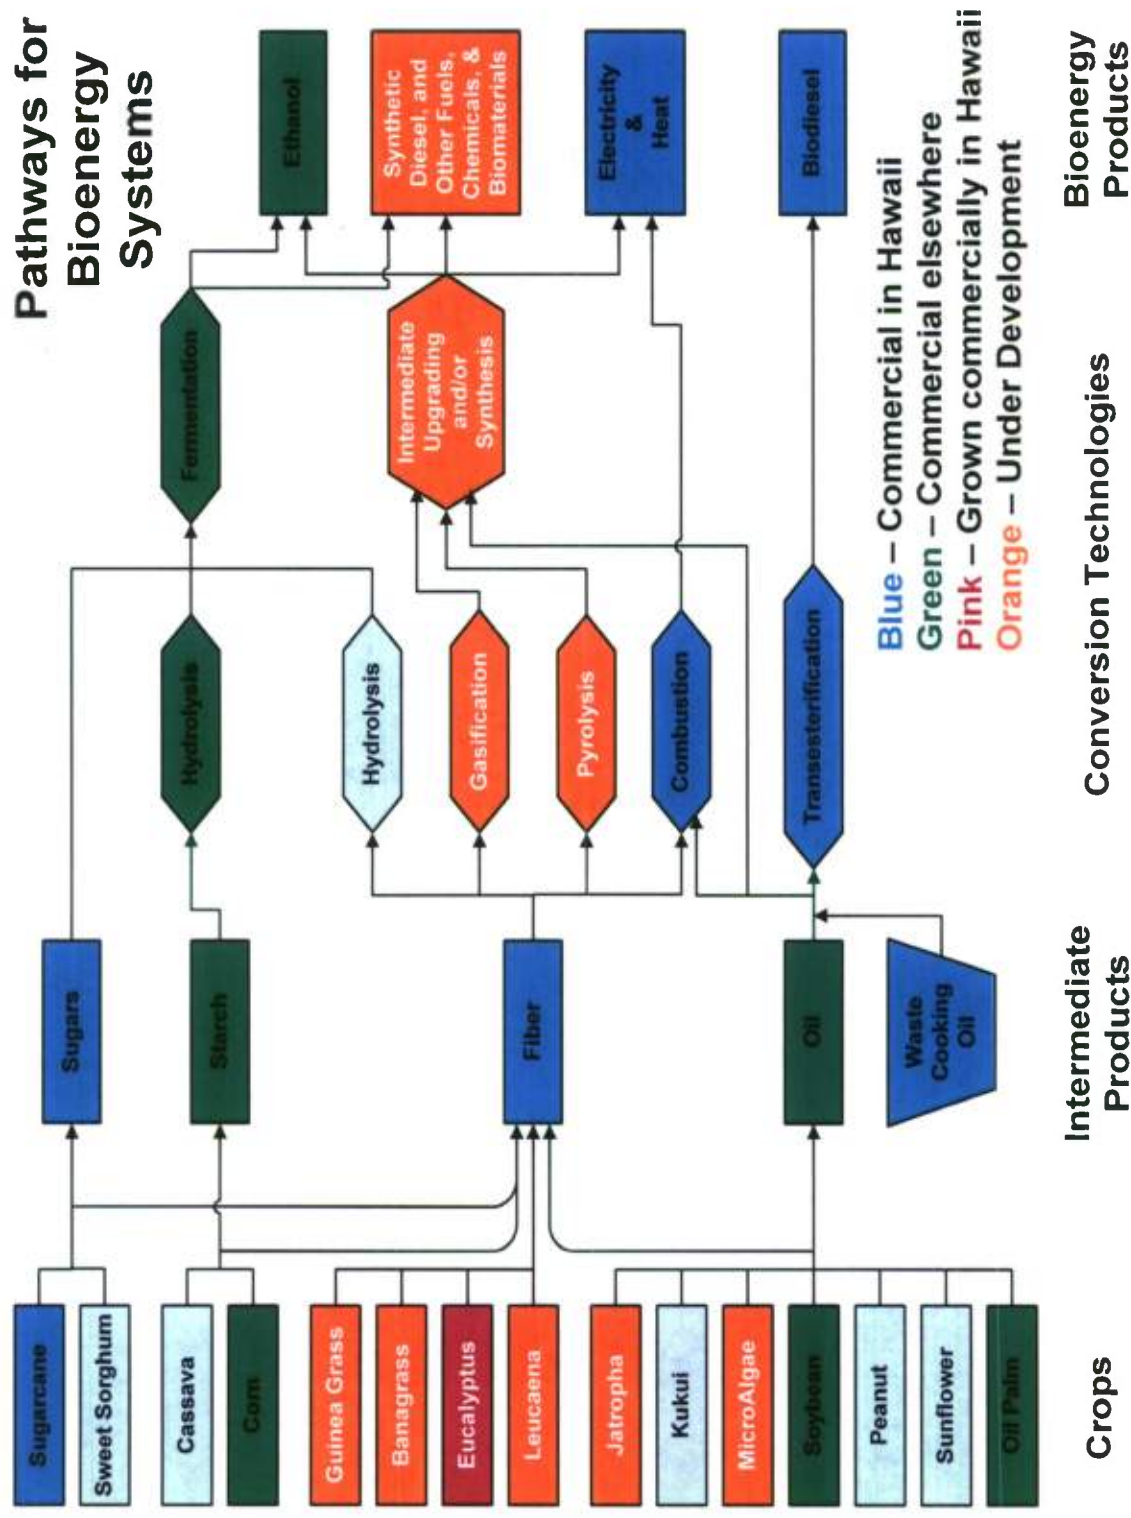 Pathways for
Bioenergy
Systems
Sugarcane
Sweet Sorghum
Cassava
Corn
Guinea Grass
Banagrass
Eucalyptus
Leucaena
Jatropha
Kukui
MicroAlgae
Soybean
Peanut
Sunflower
Oil Palm
Crops
Sugars
Starch
Fiber
Oil
Waste
Cooking
Oil
Intermediate
Products
Hydrolysis
Hydrolysis
Gasification
Pyrolysis
Combustion
Transesterification
Fermentation
Intermediate
Upgrading
and/or
Synthesis
Conversion Technologies
Ethanol
Synthetic
Diesel, and
Other Fuels,
Chemicals, &
Biomaterials
Electricity
&
Heat
Biodiesel
Bioenergy
Products
Blue – Commercial in Hawaii
Green – Commercial elsewhere
Pink – Grown commercially in Hawaii
Orange – Under Development